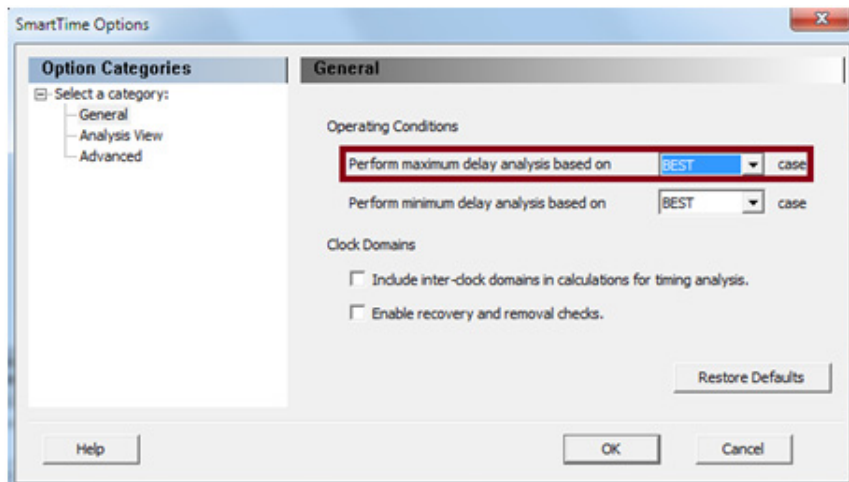 SmartTime Options
Option Categories
Select a category:
General
Analysis View
Advanced
General
Operating Conditions
Perform maximum delay analysis based on BEST case
Perform minimum delay analysis based on BEST case
Clock Domains
Include inter-clock domains in calculations for timing analysis.
Enable recovery and removal checks.
Restore Defaults
Help OK Cancel